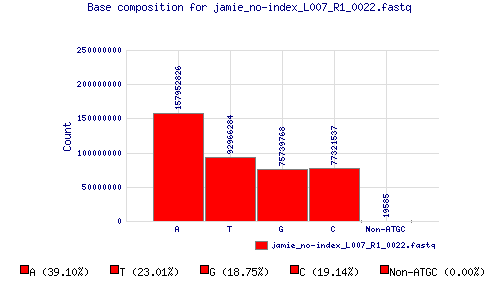 Base composition for jamie_no-index_L007_R1_0022.fastq
250000000
200000000
150000000
100000000
50000000
0
Count
157952826
92966284
75739768
77321537
19585
A T G C Non-ATGC
jamie_no-index_L007_R1_0022.fastq
A (39.10%) T (23.01%) G (18.75%) C (19.14%) Non-ATGC (0.00%)